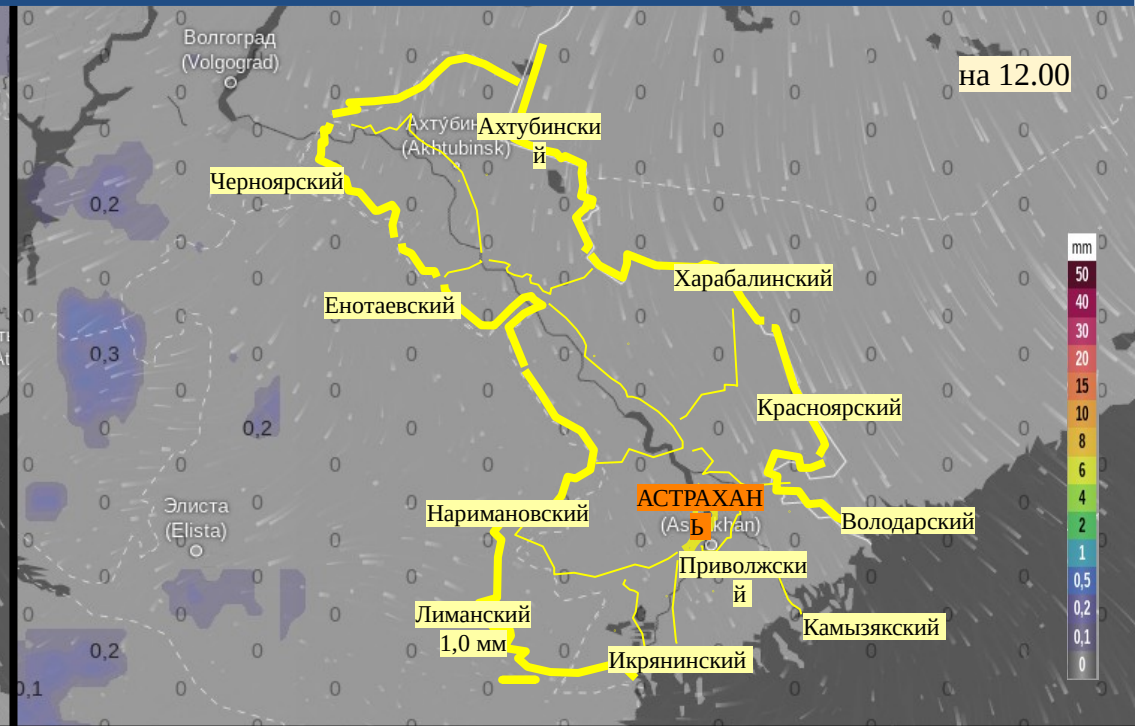 Волгоград
(Volgograd)
на 12.00
Ахтуби
(Akhtubinsk)
Ахтубински
й
Черноярский
0,2
mm
50
40
30
20
15
10
8
6
4
2
1
0,5
0,2
0,1
0
Харабалинский
Енотаевский
0,3
Красноярский
0,2
Элиста
(Elista)
АСТРАХАН
Ь
Наримановский
Володарский
Приволжски
й
Лиманский
1,0 мм
Камызякский
0,2
Икрянинский
0,1